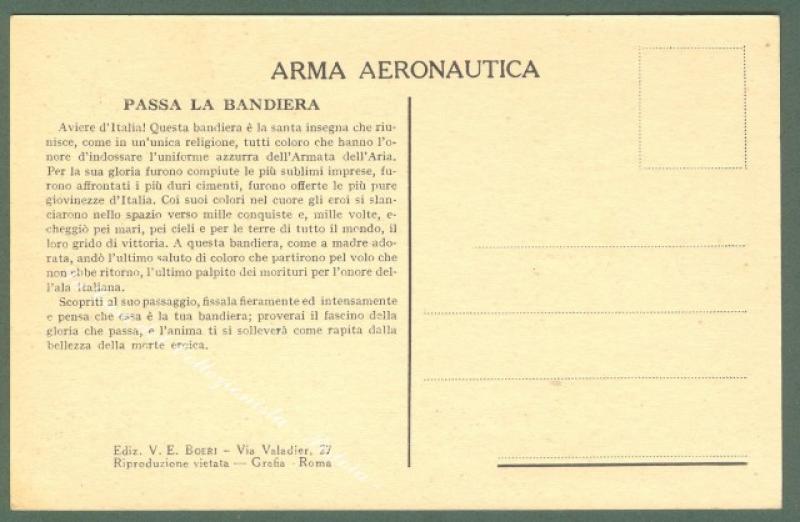 ARMA AERONAUTICA
PASSA LA BANDIERA
Aviere d'Italia! Questa bandiera è la santa insegna che riu-
nisce, come in un'unica religione, tutti coloro che hanno l'o-
nore d'indossare l'uniforme azzurra dell'Armata dell'Aria.
Per la sua gloria furono compiute le più sublimi imprese, fu-
rono affrontati i più duri cimenti, furono offerte le più pure
giovinezze d'Italia. Coi suoi colori nel cuore gli eroi si slan-
ciarono nello spazio verso mille conquiste e, mille volte, e-
cheggiò pei mari, pei cieli e per le terre di tutto il mondo, il
loro grido di vittoria. A questa bandiera, come a madre ado-
rata, andò l'ultimo saluto di coloro che partirono pel volo che
non ebbe ritorno, l'ultimo palpito dei morituri per l'onore del-
l'ala italiana.
Scopriti al suo passaggio, fissala fieramente ed intensamente
e pensa che essa è la tua bandiera; proverai il fascino della
gloria che passa, e l'anima ti si solleverà come rapita dalla
bellezza della morte eroica.
Ediz. V. E. BOERI - Via Valadier, 27
Riproduzione vietata — Grafia - Roma